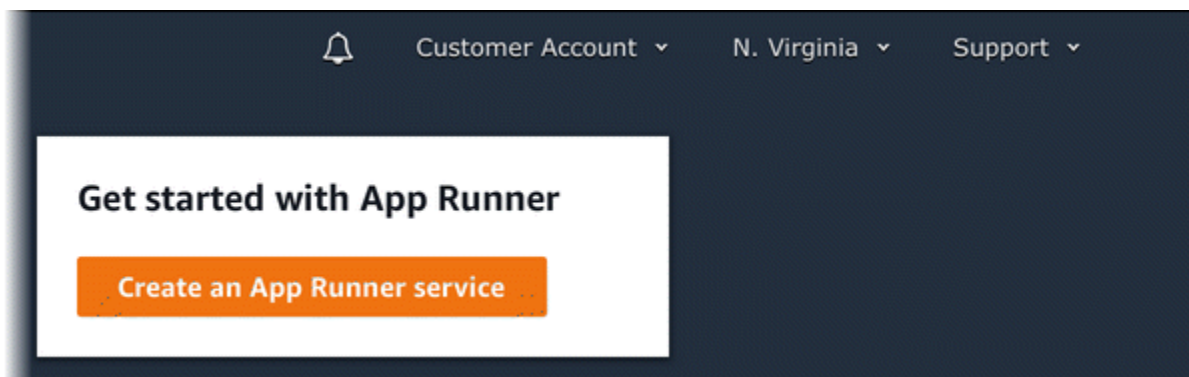 Customer Account N. Virginia Support
Get started with App Runner
Create an App Runner service